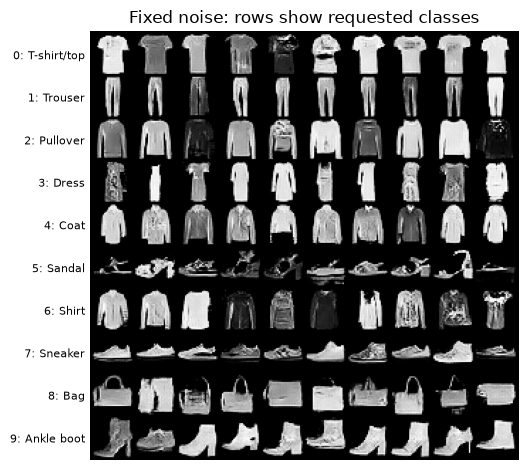 Fixed noise: rows show requested classes
0: T-shirt/top
1: Trouser
2: Pullover
3: Dress
4: Coat
5: Sandal
6: Shirt
7: Sneaker
8: Bag
9: Ankle boot